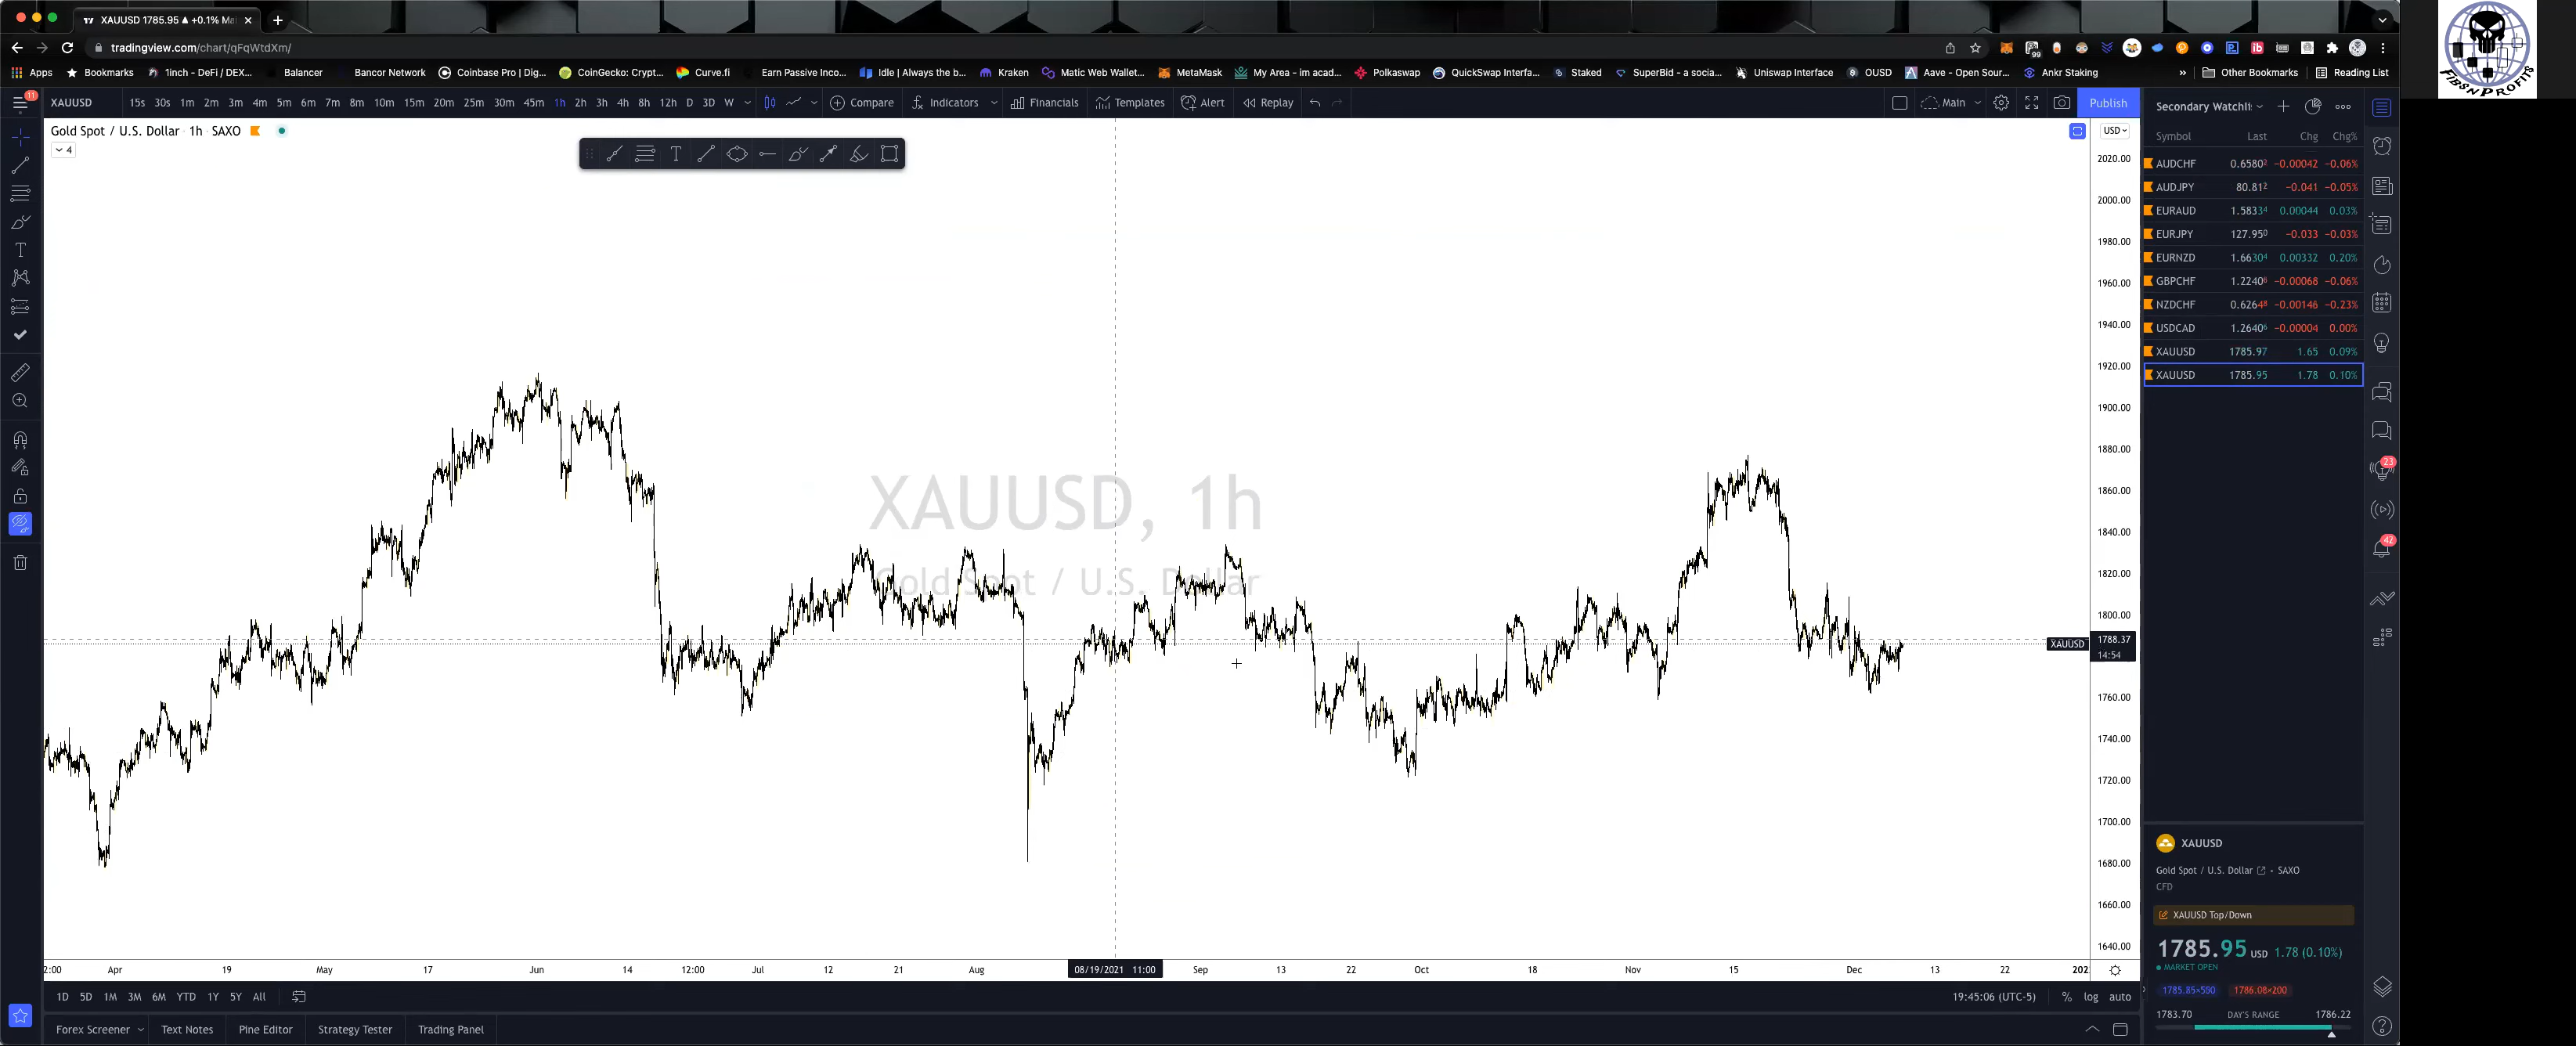 XAUUSD 1785.95 ▲ +0.1% Mai
tradingview.com/chart/qFqWtdXm/
Apps Bookmarks 1inch - DeFi / DEX... Balancer Bancor Network Coinbase Pro | Dig... CoinGecko: Crypt... Curve.fi Earn Passive Inco... Idle | Always the b... Kraken Matic Web Wallet... MetaMask My Area - im acad... Polkaswap QuickSwap Interfa... Staked SuperBid - a socia... Uniswap Interface OUSD Aave - Open Sour... Ankr Staking » Other Bookmarks Reading List
FIBSNPROFITS
11
XAUUSD 15s 30s 1m 2m 3m 4m 5m 6m 7m 8m 10m 15m 20m 25m 30m 45m 1h 2h 3h 4h 8h 12h D 3D W Compare Indicators Financials Templates Alert Replay Main Publish
Gold Spot / U.S. Dollar · 1h · SAXO
4
USD
2020.00
2000.00
1980.00
1960.00
1940.00
1920.00
1900.00
1880.00
1860.00
1840.00
1820.00
1800.00
XAUUSD 1788.37
14:54
1760.00
1740.00
1720.00
1700.00
1680.00
1660.00
1640.00
XAUUSD, 1h
Gold Spot / U.S. Dollar
2:00 Apr 19 May 17 Jun 14 12:00 Jul 12 21 Aug 08/19/2021 11:00 Sep 13 22 Oct 18 Nov 15 Dec 13 22 202
1D 5D 1M 3M 6M YTD 1Y 5Y All
19:45:06 (UTC-5) % log auto
Forex Screener Text Notes Pine Editor Strategy Tester Trading Panel
Secondary Watchli
Symbol Last Chg Chg%
AUDCHF 0.65802 −0.00042 −0.06%
AUDJPY 80.812 −0.041 −0.05%
EURAUD 1.58334 0.00044 0.03%
EURJPY 127.950 −0.033 −0.03%
EURNZD 1.66304 0.00332 0.20%
GBPCHF 1.22406 −0.00068 −0.06%
NZDCHF 0.62648 −0.00146 −0.23%
USDCAD 1.26406 −0.00004 0.00%
XAUUSD 1785.97 1.65 0.09%
XAUUSD 1785.95 1.78 0.10%
23
42
XAUUSD
Gold Spot / U.S. Dollar • SAXO
CFD
XAUUSD Top/Down
1785.95 USD 1.78 (0.10%)
MARKET OPEN
1785.85×500 1786.08×200
1783.70 DAY'S RANGE 1786.22